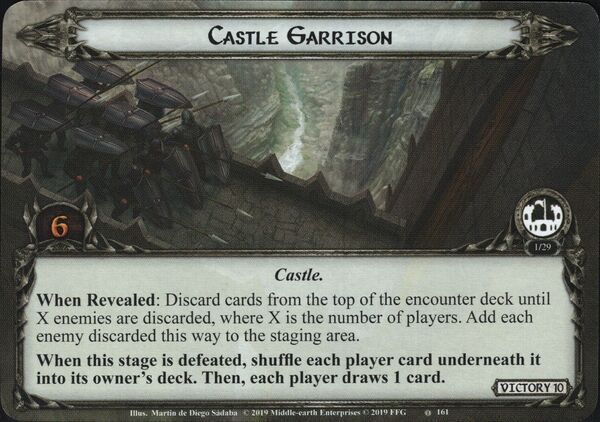 Castle Garrison
6
1/29
Castle.
When Revealed: Discard cards from the top of the encounter deck until
X enemies are discarded, where X is the number of players. Add each
enemy discarded this way to the staging area.
When this stage is defeated, shuffle each player card underneath it
into its owner's deck. Then, each player draws 1 card.
VICTORY 10
Illus. Martin de Diego Sádaba © 2019 Middle-earth Enterprises © 2019 FFG 161